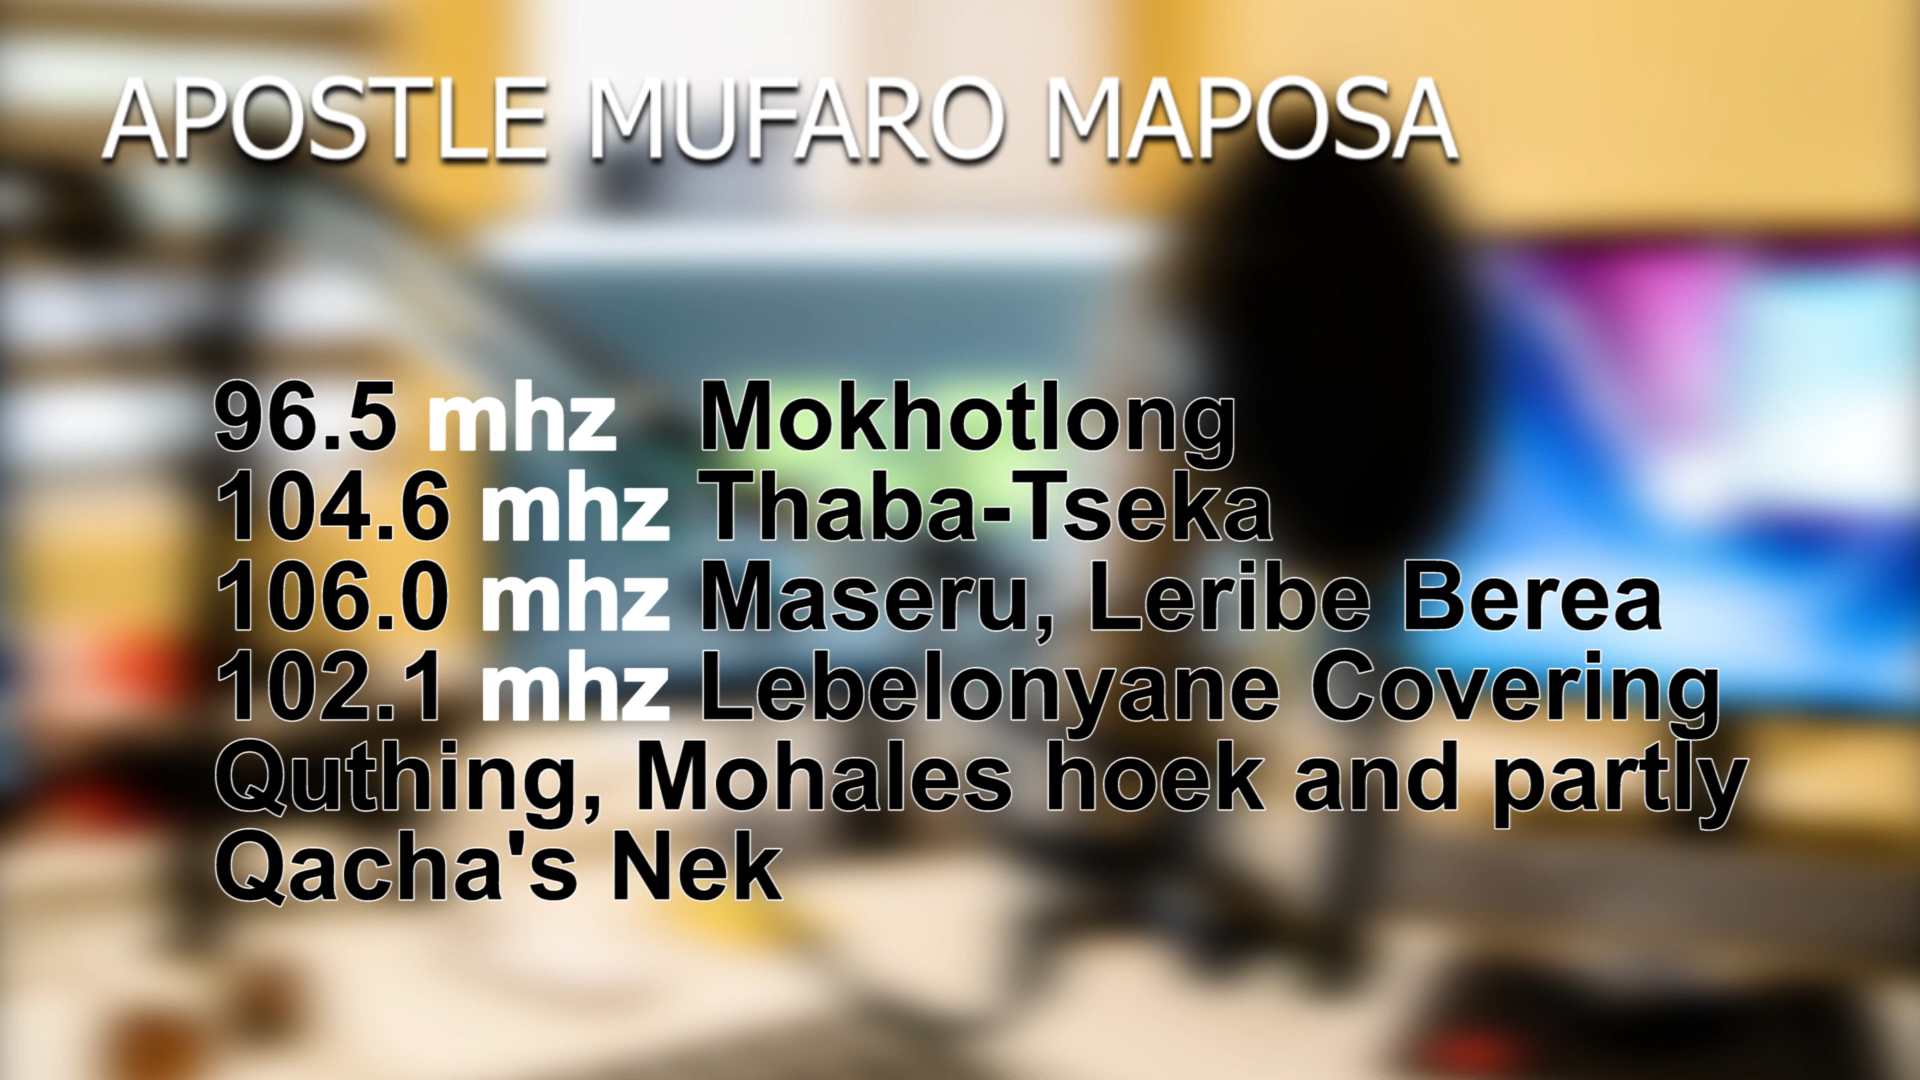 APOSTLE MUFARO MAPOSA
96.5 mhz Mokhotlong
104.6 mhz Thaba-Tseka
106.0 mhz Maseru, Leribe Berea
102.1 mhz Lebelonyane Covering
Quthing, Mohales hoek and partly
Qacha's Nek